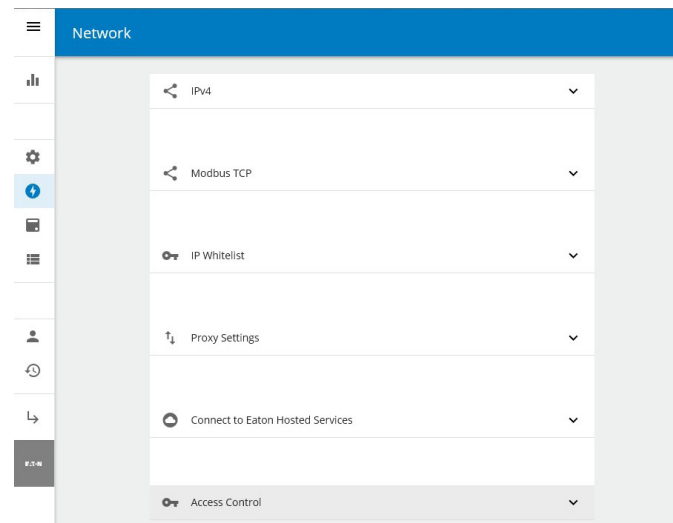 Network
IPv4
Modbus TCP
IP Whitelist
Proxy Settings
Connect to Eaton Hosted Services
E·T·N
Access Control